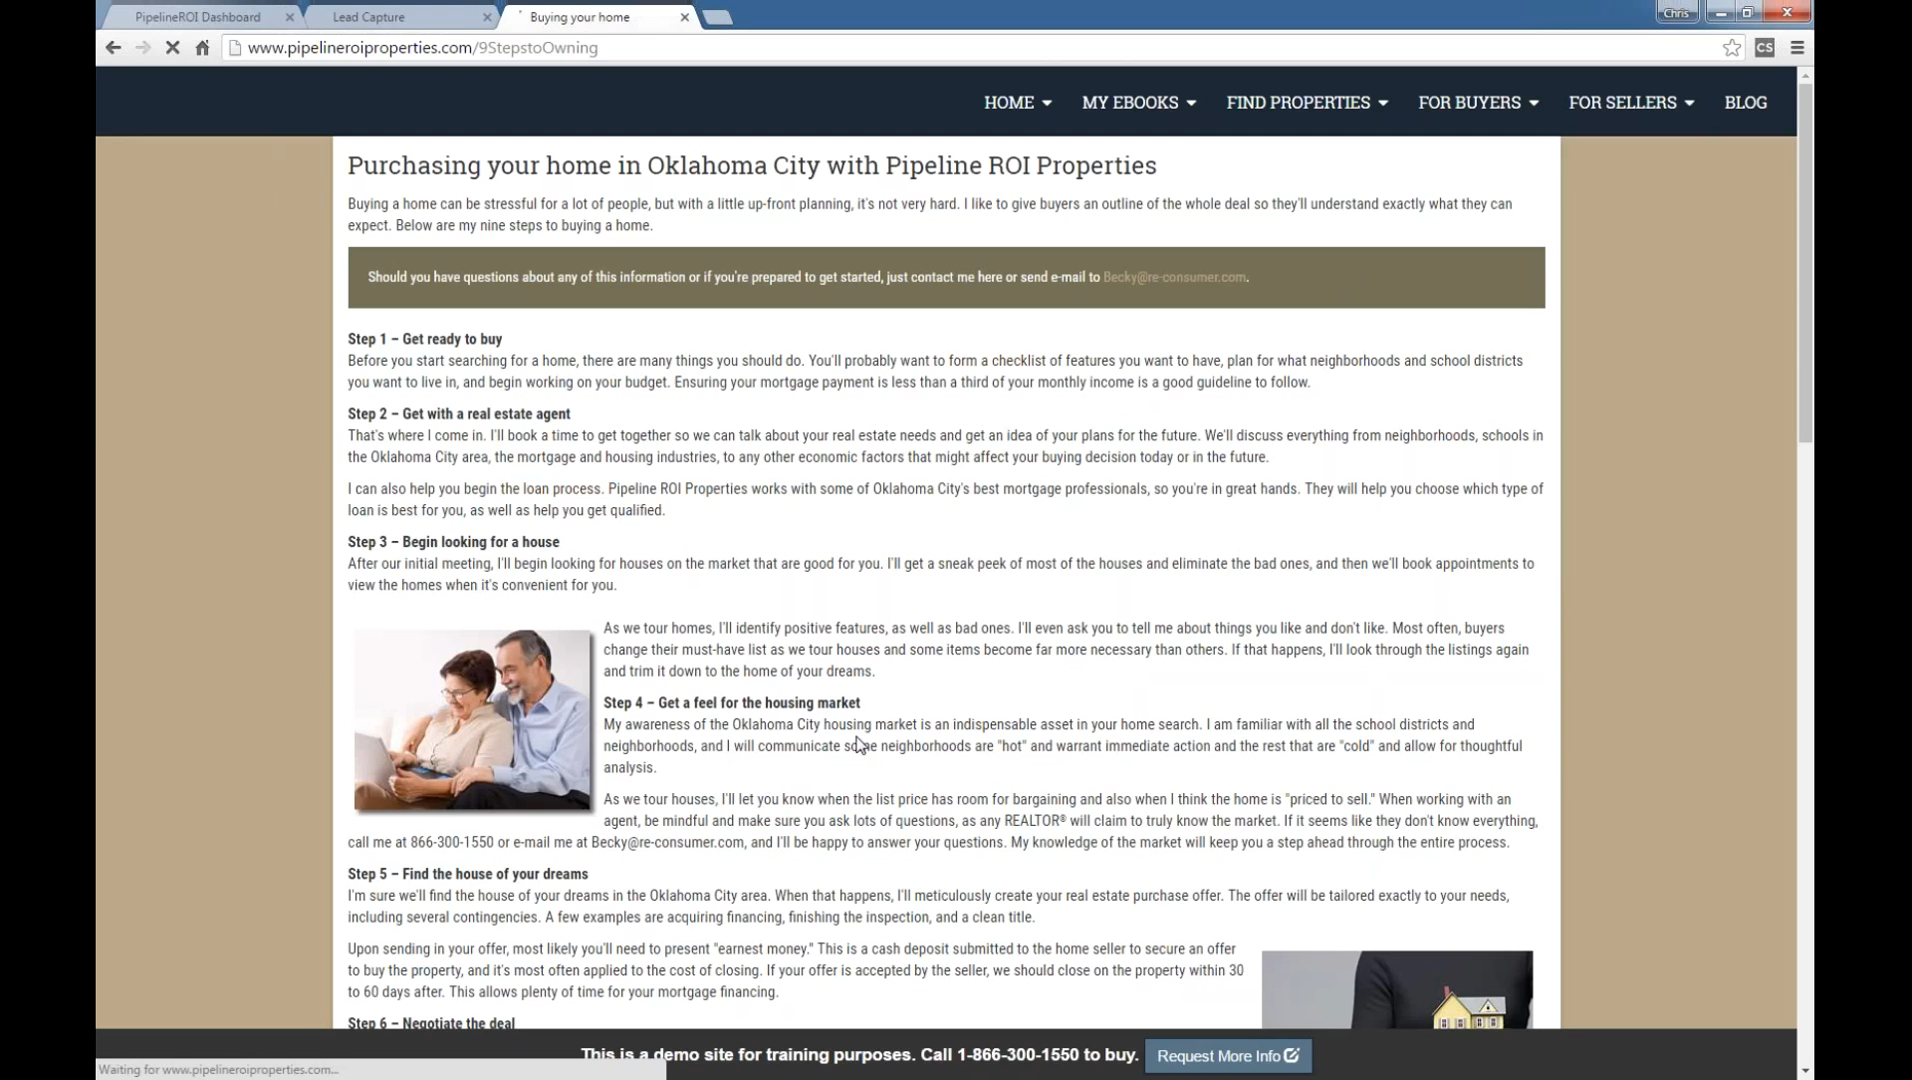 PipelineROI Dashboard
Lead Capture
Buying your home
Chris
www.pipelineroiproperties.com/9StepstoOwning
CS
HOME
MY EBOOKS
FIND PROPERTIES
FOR BUYERS
FOR SELLERS
BLOG
Purchasing your home in Oklahoma City with Pipeline ROI Properties
Buying a home can be stressful for a lot of people, but with a little up-front planning, it's not very hard. I like to give buyers an outline of the whole deal so they'll understand exactly what they can
expect. Below are my nine steps to buying a home.
Should you have questions about any of this information or if you're prepared to get started, just contact me here or send e-mail to Becky@re-consumer.com.
Step 1 – Get ready to buy
Before you start searching for a home, there are many things you should do. You'll probably want to form a checklist of features you want to have, plan for what neighborhoods and school districts
you want to live in, and begin working on your budget. Ensuring your mortgage payment is less than a third of your monthly income is a good guideline to follow.
Step 2 – Get with a real estate agent
That's where I come in. I'll book a time to get together so we can talk about your real estate needs and get an idea of your plans for the future. We'll discuss everything from neighborhoods, schools in
the Oklahoma City area, the mortgage and housing industries, to any other economic factors that might affect your buying decision today or in the future.
I can also help you begin the loan process. Pipeline ROI Properties works with some of Oklahoma City's best mortgage professionals, so you're in great hands. They will help you choose which type of
loan is best for you, as well as help you get qualified.
Step 3 – Begin looking for a house
After our initial meeting, I'll begin looking for houses on the market that are good for you. I'll get a sneak peek of most of the houses and eliminate the bad ones, and then we'll book appointments to
view the homes when it's convenient for you.
As we tour homes, I'll identify positive features, as well as bad ones. I'll even ask you to tell me about things you like and don't like. Most often, buyers
change their must-have list as we tour houses and some items become far more necessary than others. If that happens, I'll look through the listings again
and trim it down to the home of your dreams.
Step 4 – Get a feel for the housing market
My awareness of the Oklahoma City housing market is an indispensable asset in your home search. I am familiar with all the school districts and
neighborhoods, and I will communicate some neighborhoods are "hot" and warrant immediate action and the rest that are "cold" and allow for thoughtful
analysis.
As we tour houses, I'll let you know when the list price has room for bargaining and also when I think the home is "priced to sell." When working with an
agent, be mindful and make sure you ask lots of questions, as any REALTOR® will claim to truly know the market. If it seems like they don't know everything,
call me at 866-300-1550 or e-mail me at Becky@re-consumer.com, and I'll be happy to answer your questions. My knowledge of the market will keep you a step ahead through the entire process.
Step 5 – Find the house of your dreams
I'm sure we'll find the house of your dreams in the Oklahoma City area. When that happens, I'll meticulously create your real estate purchase offer. The offer will be tailored exactly to your needs,
including several contingencies. A few examples are acquiring financing, finishing the inspection, and a clean title.
Upon sending in your offer, most likely you'll need to present "earnest money." This is a cash deposit submitted to the home seller to secure an offer
to buy the property, and it's most often applied to the cost of closing. If your offer is accepted by the seller, we should close on the property within 30
to 60 days after. This allows plenty of time for your mortgage financing.
Step 6 – Negotiate the deal
This is a demo site for training purposes. Call 1-866-300-1550 to buy.
Request More Info
Waiting for www.pipelineroiproperties.com...